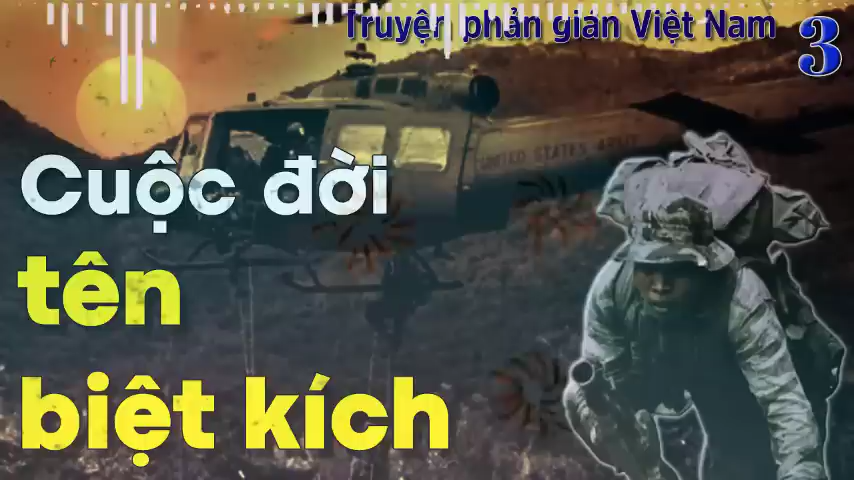 Truyện phản gián Việt Nam
3
Cuộc đời
UNITED STATES ARMY
tên
biệt kích